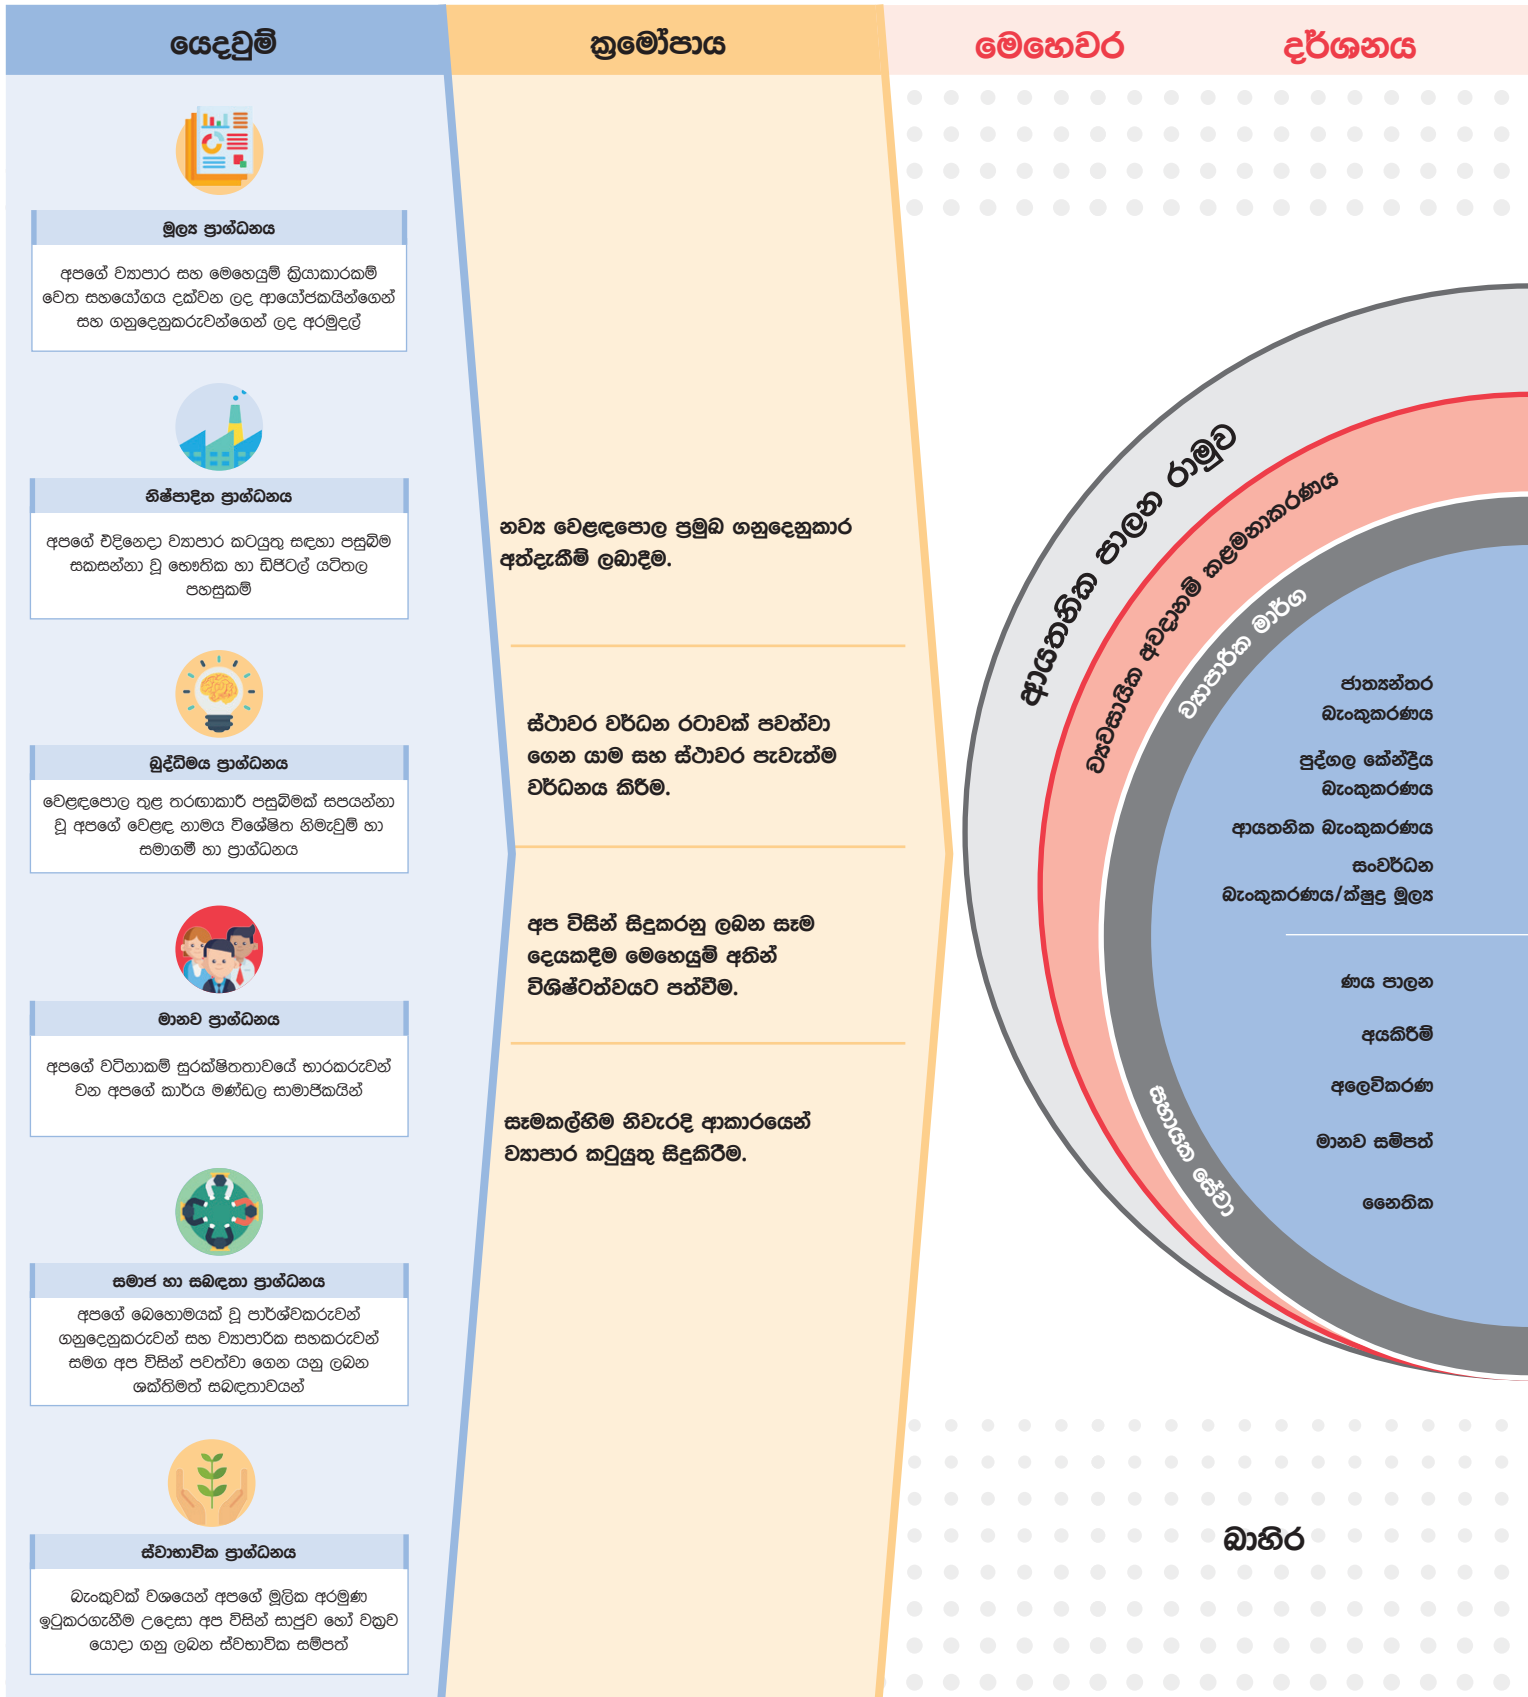 යෙදවුම්
ක්‍රමෝපාය
මෙහෙවර
දර්ශනය
මූල්‍ය ප්‍රාග්ධනය
අපගේ ව්‍යාපාර සහ මෙහෙයුම් ක්‍රියාකාරකම්
වෙත සහයෝගය දක්වන ලද ආයෝජකයින්ගෙන්
සහ ගනුදෙනුකරුවන්ගෙන් ලද අරමුදල්
නිෂ්පාදිත ප්‍රාග්ධනය
අපගේ එදිනෙදා ව්‍යාපාර කටයුතු සඳහා පසුබිම
සකසන්නා වූ භෞතික හා ඩිජිටල් යටිතල
පහසුකම්
බුද්ධිමය ප්‍රාග්ධනය
වෙළඳපොල තුළ තරඟකාරී පසුබිමක් සපයන්නා
වූ අපගේ වෙළඳ නාමය විශේෂිත නිමැවුම් හා
සමාගමී හා ප්‍රාග්ධනය
මානව ප්‍රාග්ධනය
අපගේ වටිනාකම් සුරක්ෂිතතාවයේ භාරකරුවන්
වන අපගේ කාර්ය මණ්ඩල සාමාජිකයින්
සමාජ හා සබඳතා ප්‍රාග්ධනය
අපගේ බෙහොමයක් වූ පාර්ශ්වකරුවන්
ගනුදෙනුකරුවන් සහ ව්‍යාපාරික සහකරුවන්
සමග අප විසින් පවත්වා ගෙන යනු ලබන
ශක්තිමත් සබඳතාවයන්
ස්වාභාවික ප්‍රාග්ධනය
බැංකුවක් වශයෙන් අපගේ මූලික අරමුණ
ඉටුකරගැනීම උදෙසා අප විසින් සෘජුව හෝ වක්‍රව
යොදා ගනු ලබන ස්වභාවික සම්පත්
නව්‍ය වෙළඳපොල ප්‍රමුඛ ගනුදෙනුකාර
අත්දැකීම් ලබාදීම.
ස්ථාවර වර්ධන රටාවක් පවත්වා
ගෙන යාම සහ ස්ථාවර පැවැත්ම
වර්ධනය කිරීම.
අප විසින් සිදුකරනු ලබන සෑම
දෙයකදීම මෙහෙයුම් අතින්
විශිෂ්ටත්වයට පත්වීම.
සෑමකල්හිම නිවැරදි ආකාරයෙන්
ව්‍යාපාර කටුයුතු සිදුකිරීම.
ආයතනික පාලන රාමුව
ව්‍යවසායික අවදානම් කළමනාකරණය
ව්‍යාපාරික මාර්ග
ජාත්‍යන්තර
බැංකුකරණය
පුද්ගල කේන්ද්‍රීය
බැංකුකරණය
ආයතනික බැංකුකරණය
සංවර්ධන
බැංකුකරණය/ක්ෂුද්‍ර මූල්‍ය
සහායක සේවා
ණය පාලන
අයකිරීම්
අලෙවිකරණ
මානව සම්පත්
නෛතික
බාහිර